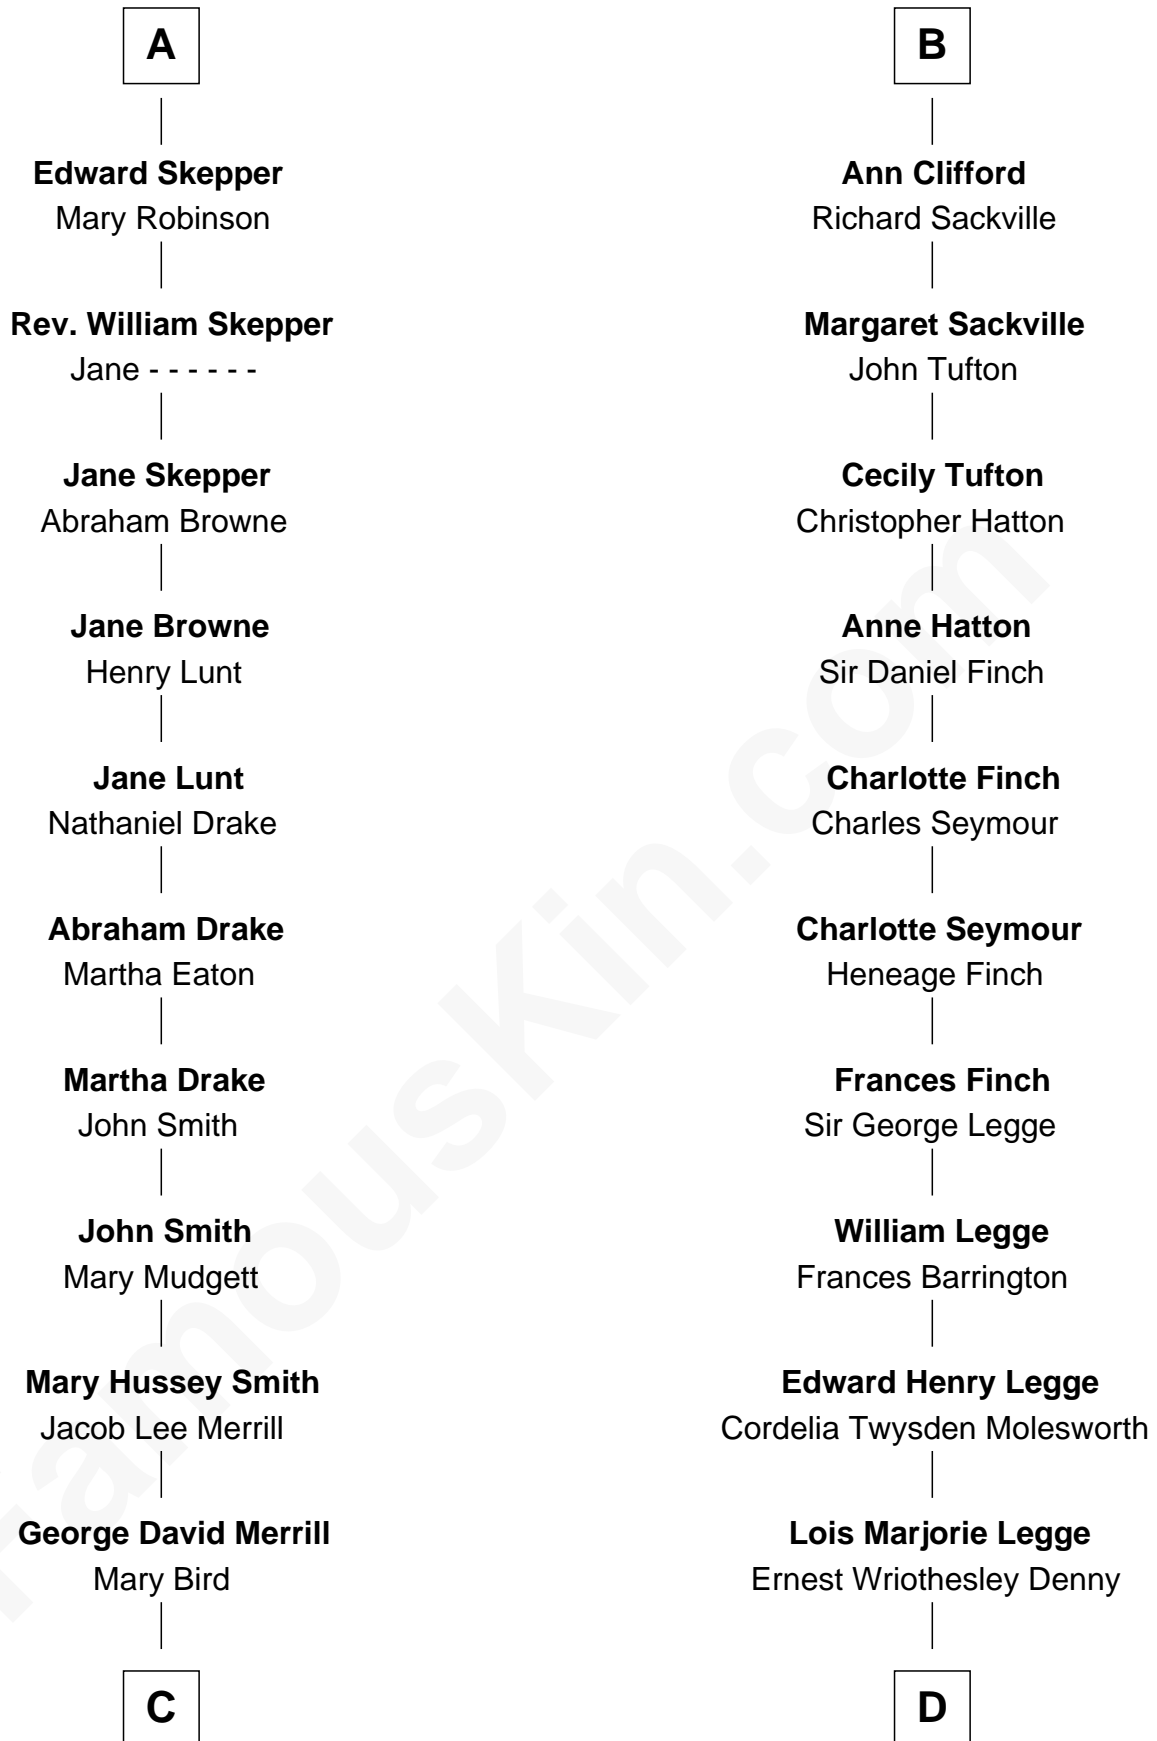 A
Edward Skepper
Mary Robinson
Rev. William Skepper
Jane - - - - - -
Jane Skepper
Abraham Browne
Jane Browne
Henry Lunt
Jane Lunt
Nathaniel Drake
Abraham Drake
Martha Eaton
Martha Drake
John Smith
John Smith
Mary Mudgett
Mary Hussey Smith
Jacob Lee Merrill
George David Merrill
Mary Bird
C
B
Ann Clifford
Richard Sackville
Margaret Sackville
John Tufton
Cecily Tufton
Christopher Hatton
Anne Hatton
Sir Daniel Finch
Charlotte Finch
Charles Seymour
Charlotte Seymour
Heneage Finch
Frances Finch
Sir George Legge
William Legge
Frances Barrington
Edward Henry Legge
Cordelia Twysden Molesworth
Lois Marjorie Legge
Ernest Wriothesley Denny
D
FamousKin.com